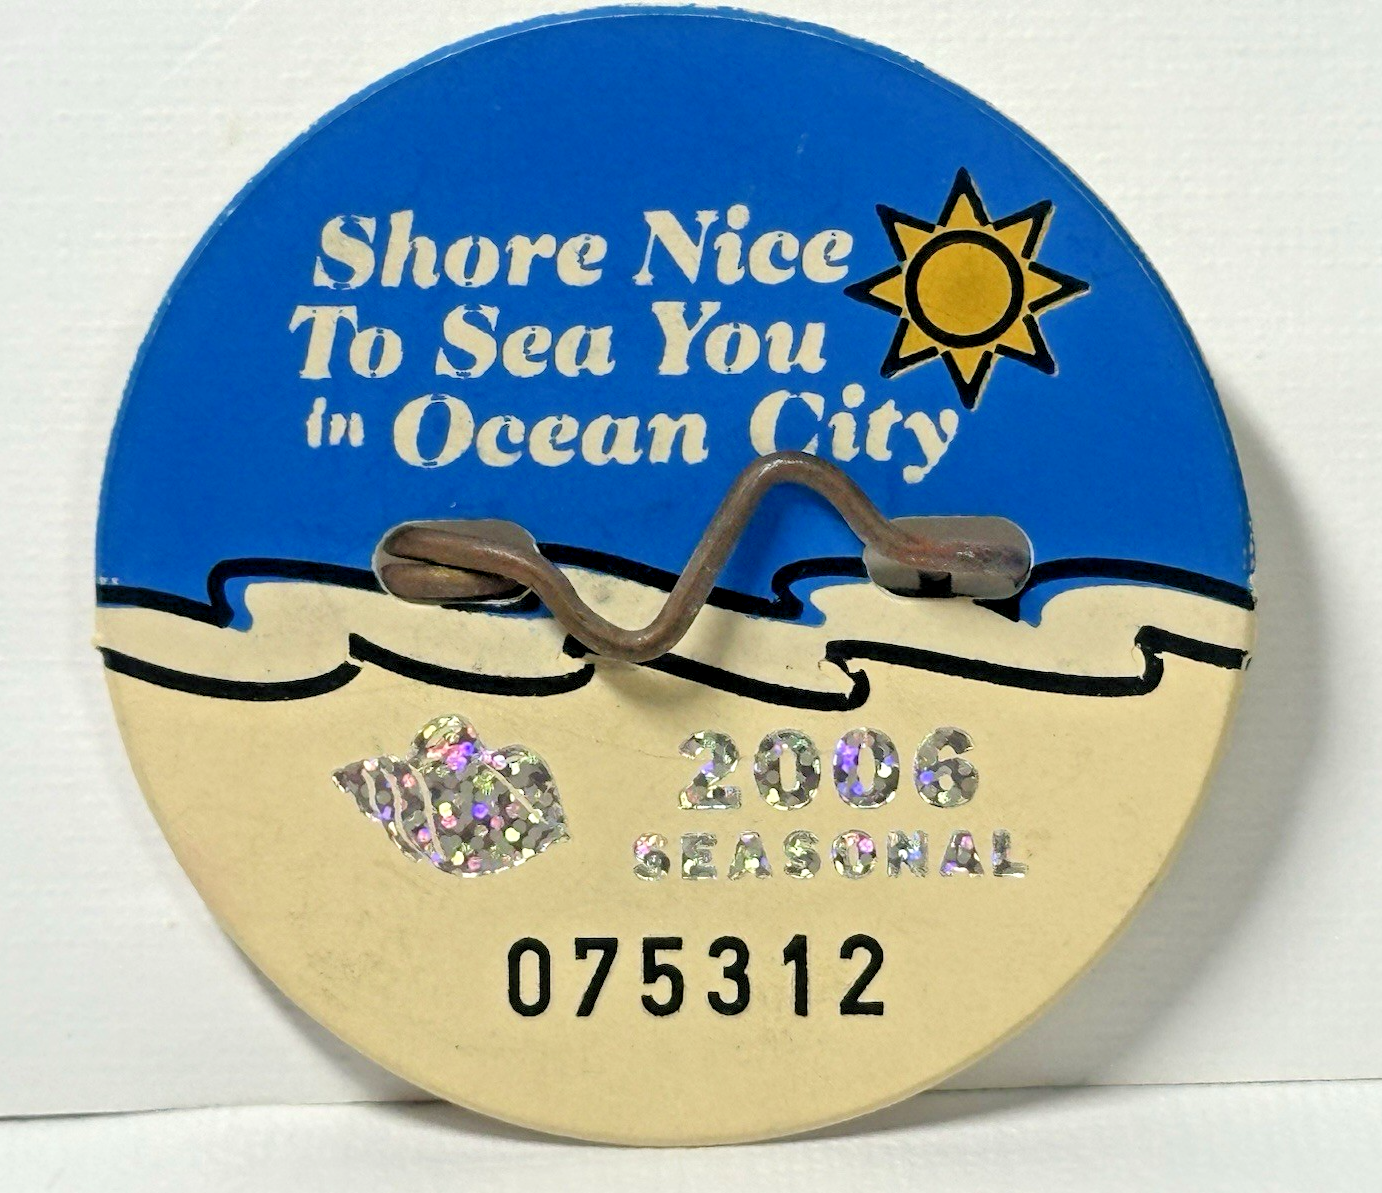 Shore Nice
To Sea You
in Ocean City
2006
SEASONAL
075312